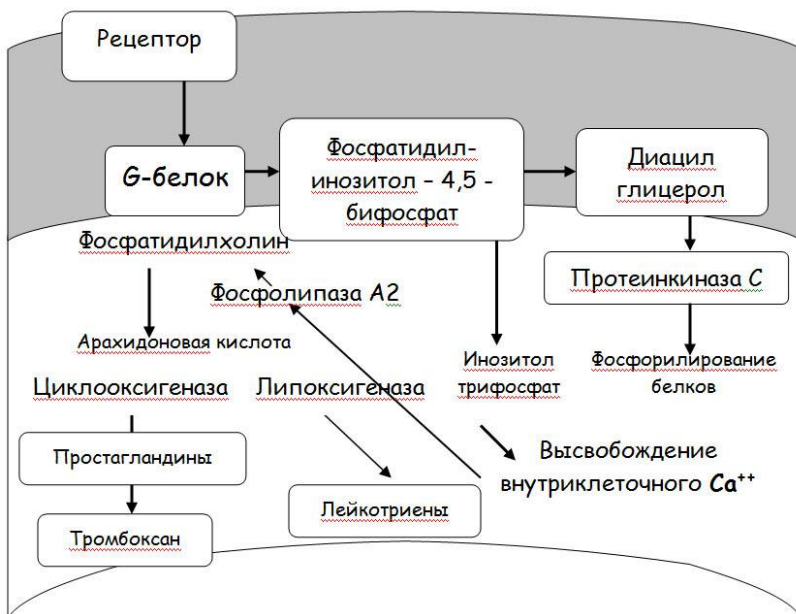 Рецептор
G-белок
Фосфатидил-
инозитол – 4,5 -
бифосфат
Диацил
глицерол
Фосфатидилхолин
Фосфолипаза А2
Протеинкиназа С
Арахидоновая кислота
Инозитол
трифосфат
Фосфорилирование
белков
Циклооксигеназа
Липоксигеназа
Простагландины
Высвобождение
внутриклеточного Са⁺⁺
Лейкотриены
Тромбоксан